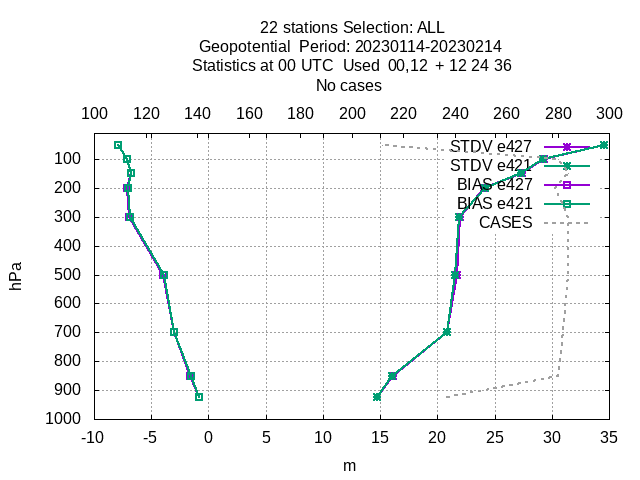 22 stations Selection: ALL
Geopotential  Period: 20230114-20230214
Statistics at 00 UTC  Used  00,12  + 12 24 36
No cases
100 120 140 160 180 200 220 240 260 280 300
STDV e427
STDV e421
BIAS e427
BIAS e421
CASES
100
200
300
400
500
600
700
800
900
1000
hPa
-10 -5 0 5 10 15 20 25 30 35
m